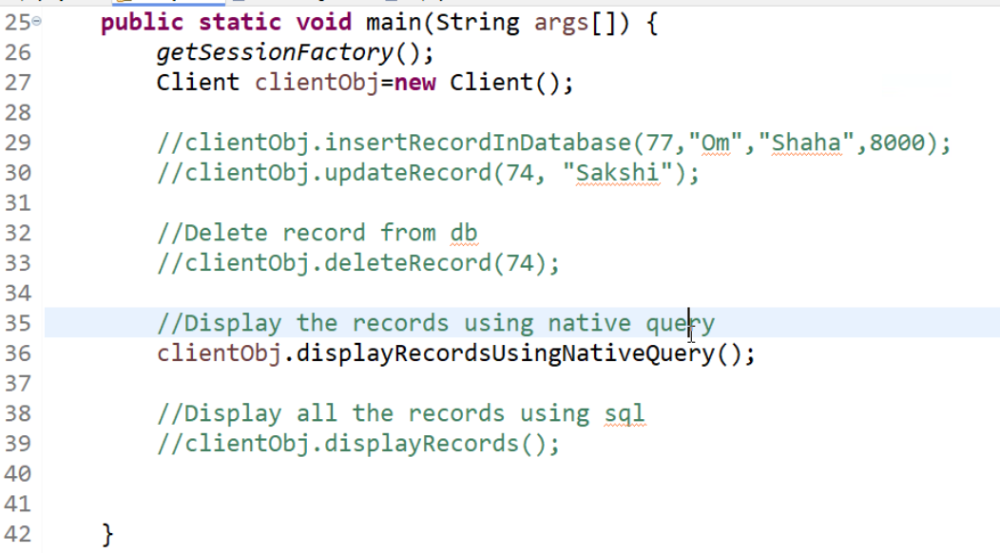 25 public static void main(String args[]) {
26 getSessionFactory();
27 Client clientObj=new Client();
28
29 //clientObj.insertRecordInDatabase(77,"Om","Shaha",8000);
30 //clientObj.updateRecord(74, "Sakshi");
31
32 //Delete record from db
33 //clientObj.deleteRecord(74);
34
35 //Display the records using native query
36 clientObj.displayRecordsUsingNativeQuery();
37
38 //Display all the records using sql
39 //clientObj.displayRecords();
40
41
42 }